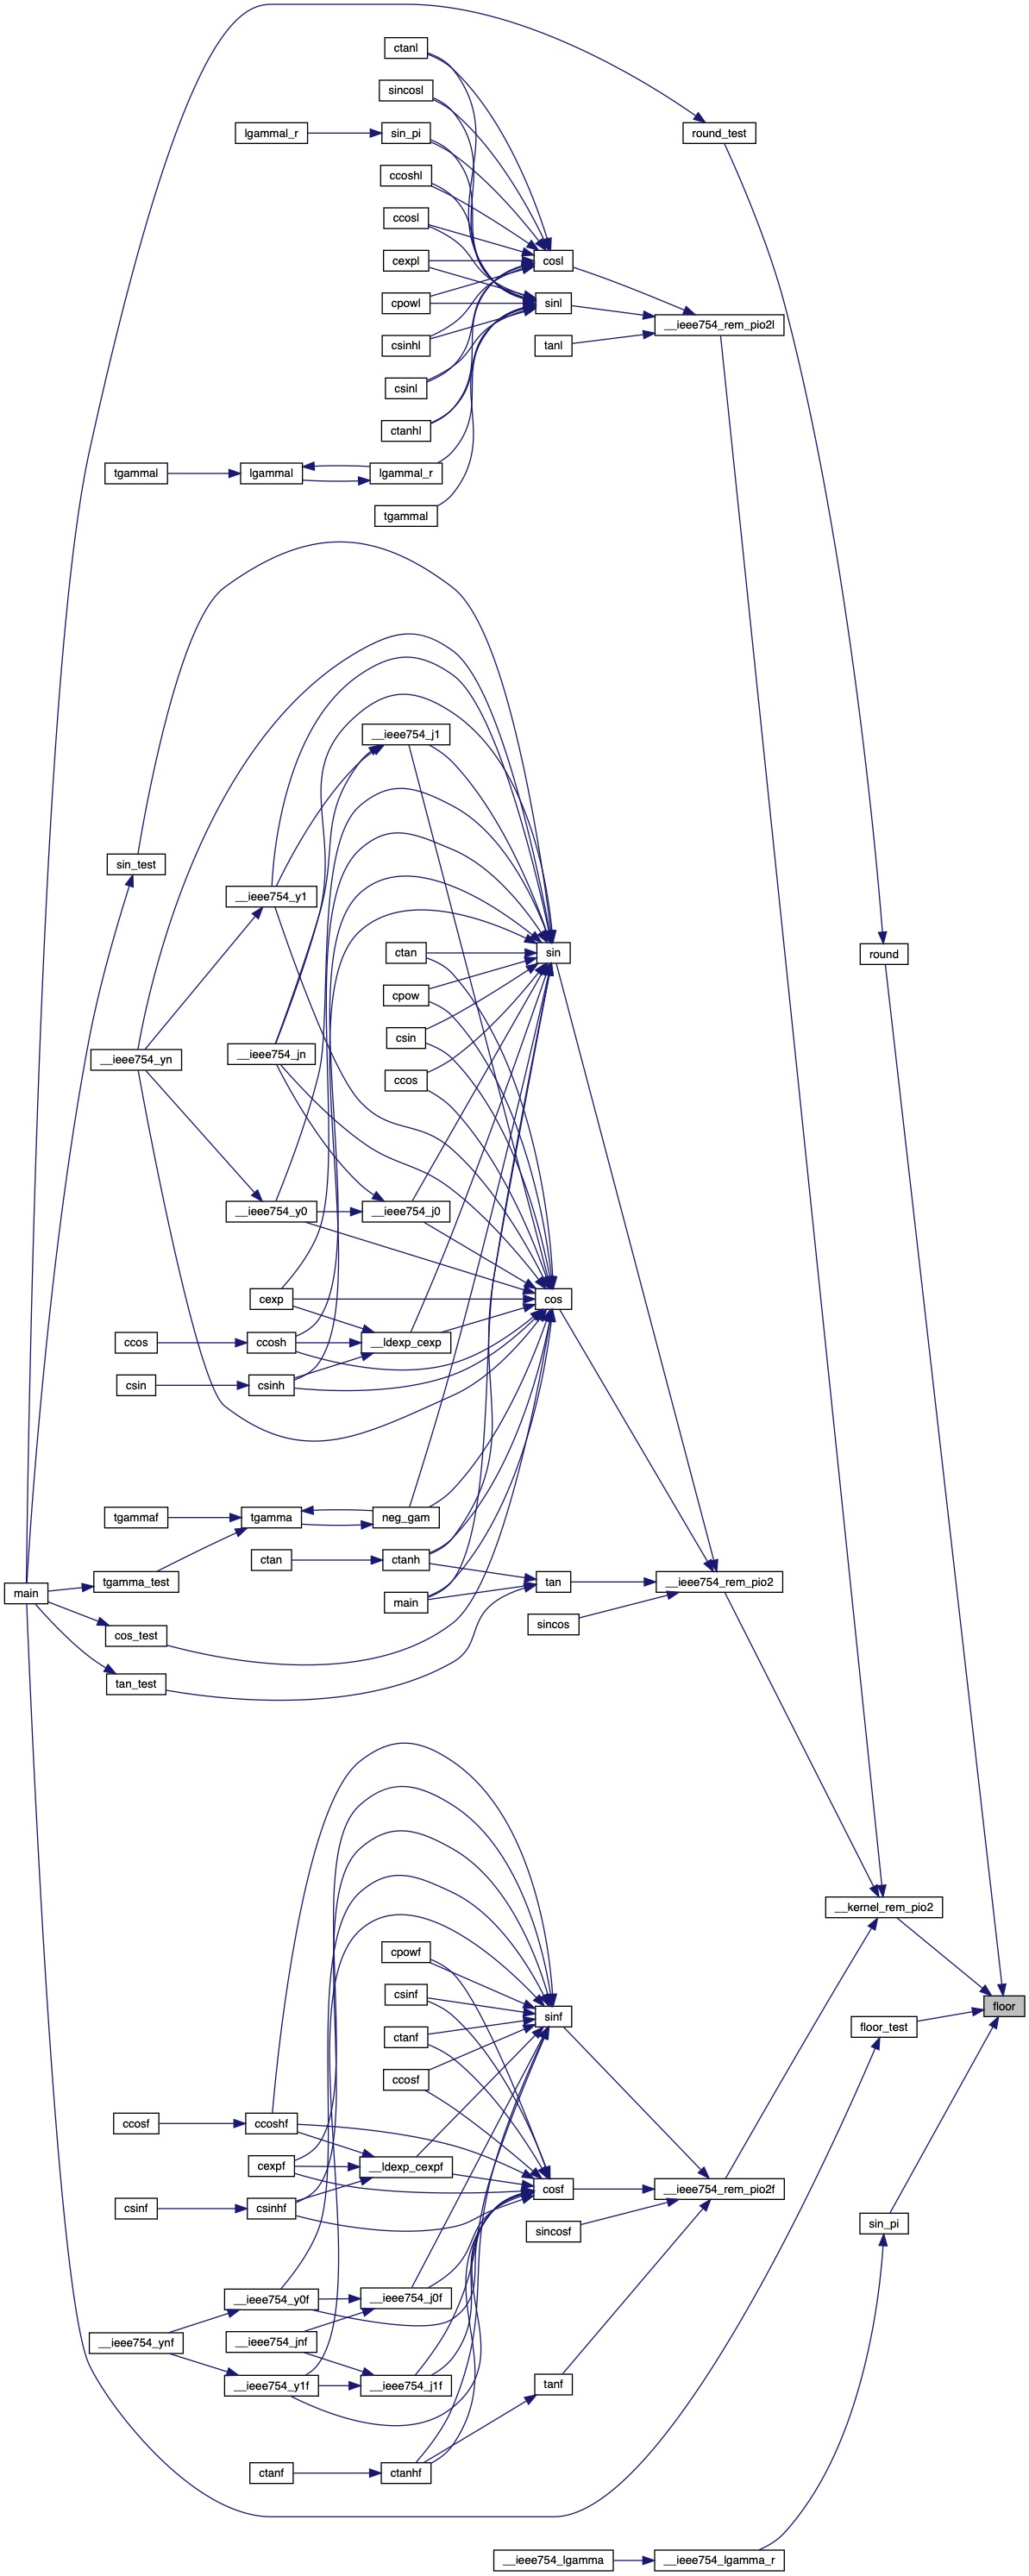 ctanl
sincosl
lgammal_r
sin_pi
round_test
ccoshl
ccosl
cexpl
cosl
cpowl
sinl
__ieee754_rem_pio2l
csinhl
tanl
csinl
ctanhl
tgammal
lgammal
lgammal_r
tgammal
__ieee754_j1
sin_test
__ieee754_y1
ctan
sin
round
cpow
csin
__ieee754_yn
__ieee754_jn
ccos
__ieee754_y0
__ieee754_j0
cexp
cos
ccos
ccosh
__ldexp_cexp
csin
csinh
tgammaf
tgamma
neg_gam
ctan
ctanh
tgamma_test
tan
__ieee754_rem_pio2
main
main
sincos
cos_test
tan_test
__kernel_rem_pio2
cpowf
csinf
floor
sinf
floor_test
ctanf
ccosf
ccosf
ccoshf
cexpf
__ldexp_cexpf
cosf
__ieee754_rem_pio2f
csinf
csinhf
sin_pi
sincosf
__ieee754_y0f
__ieee754_j0f
__ieee754_ynf
__ieee754_jnf
__ieee754_y1f
__ieee754_j1f
tanf
ctanf
ctanhf
__ieee754_lgamma
__ieee754_lgamma_r